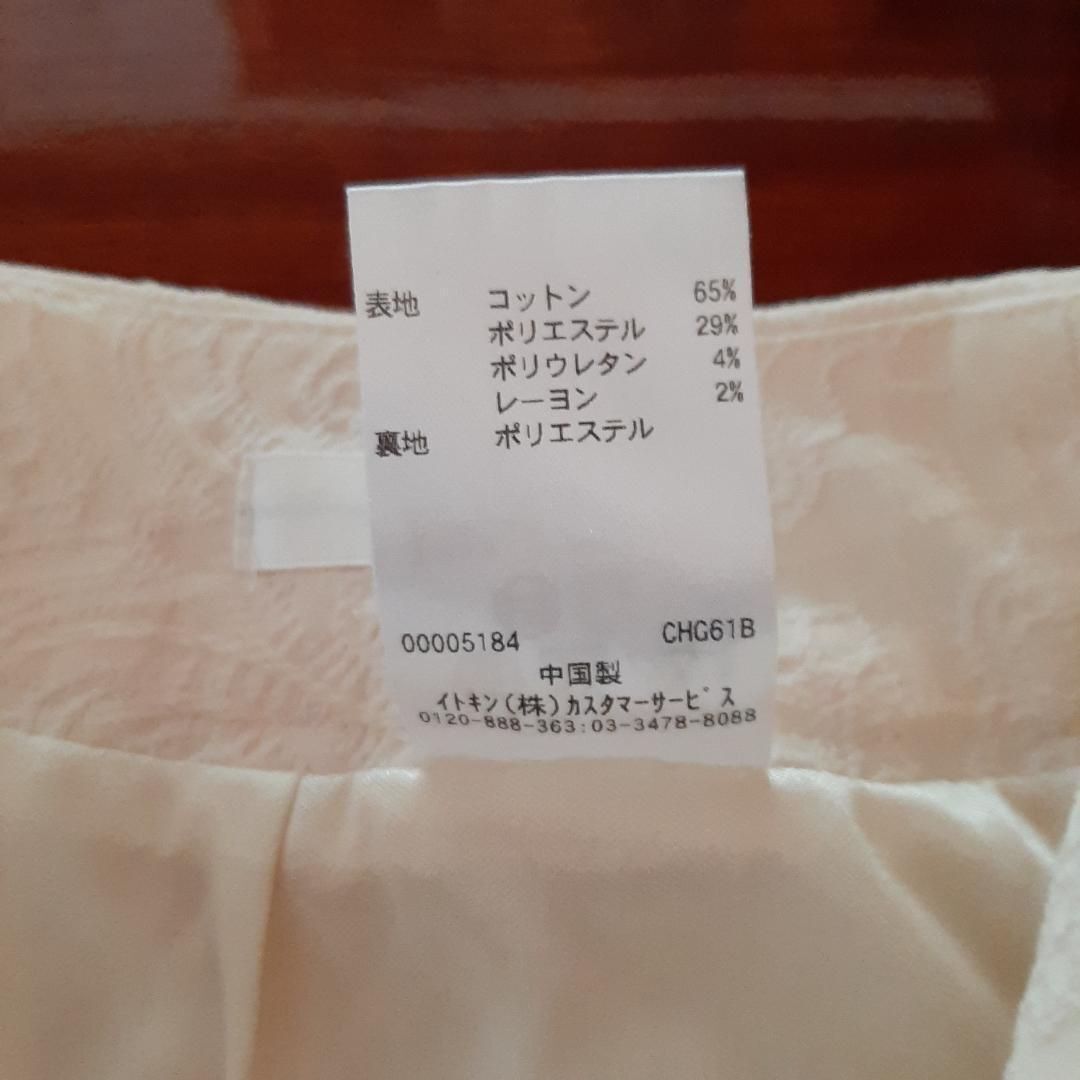 表地 コットン 65%
ポリエステル 29%
ポリウレタン 4%
レーヨン 2%
裏地 ポリエステル
00005184 CHG61B
中国製
イトキン(株)カスタマーサービス
0120-888-363:03-3478-8088